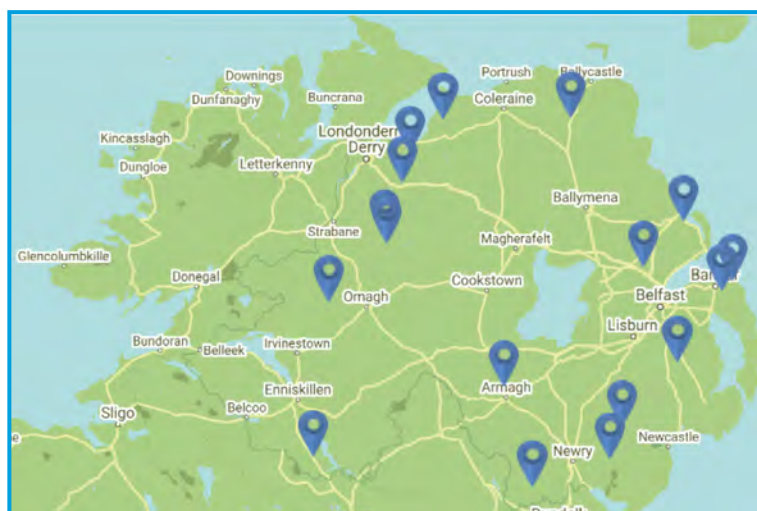 Downings
Portrush
Ballycastle
Dunfanaghy
Buncrana
Coleraine
Kincasslagh
Londonderry
Derry
Dungloe
Letterkenny
Ballymena
Strabane
Magherafelt
Glencolumbkille
Donegal
Cookstown
Omagh
Belfast
Lisburn
Bundoran
Belleek
Irvinestown
Enniskillen
Armagh
Sligo
Belcoo
Newry
Newcastle